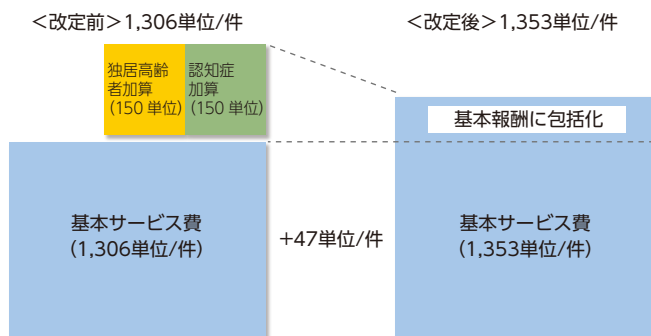 <改定前>1,306単位/件
<改定後>1,353単位/件
独居高齢
者加算
(150 単位)
認知症
加算
(150 単位)
基本報酬に包括化
基本サービス費
(1,306単位/件)
+47単位/件
基本サービス費
(1,353単位/件)